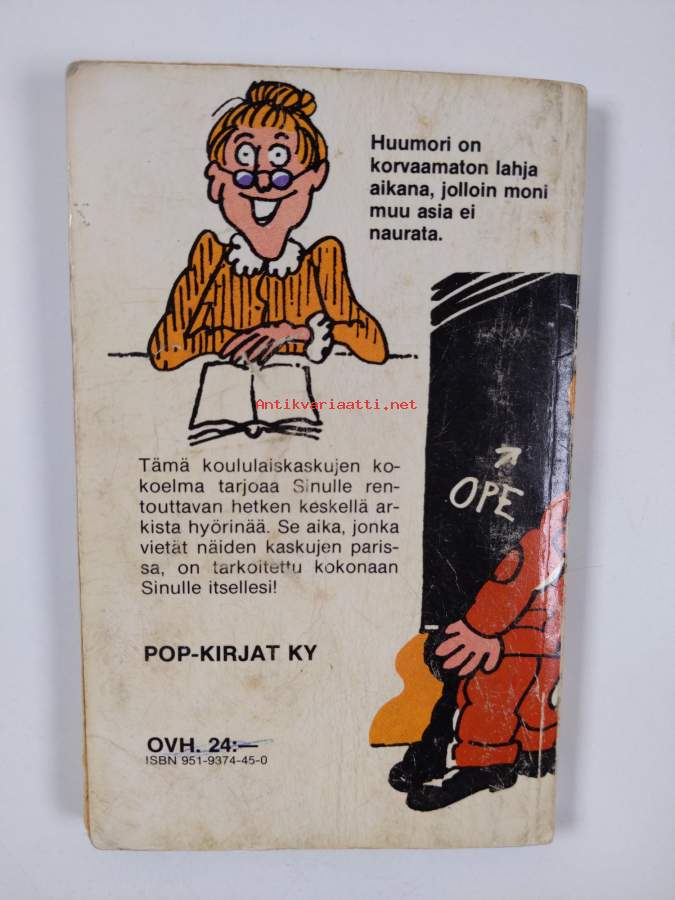 Huumori on
korvaamaton lahja
aikana, jolloin moni
muu asia ei
naurata.
Antikvariaatti.net
Tämä koululaiskaskujen ko-
koelma tarjoaa Sinulle ren-
touttavan hetken keskellä ar-
kista hyörinää. Se aika, jonka
vietät näiden kaskujen paris-
sa, on tarkoitettu kokonaan
Sinulle itsellesi!
OPE
POP-KIRJAT KY
OVH. 24:—
ISBN 951-9374-45-0